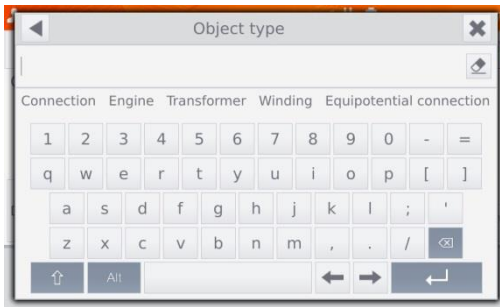 Object type
Connection Engine Transformer Winding Equipotential connection
1 2 3 4 5 6 7 8 9 0 - =
q w e r t y u i o p [ ]
a s d f g h j k l ; '
z x c v b n m , . /
Alt